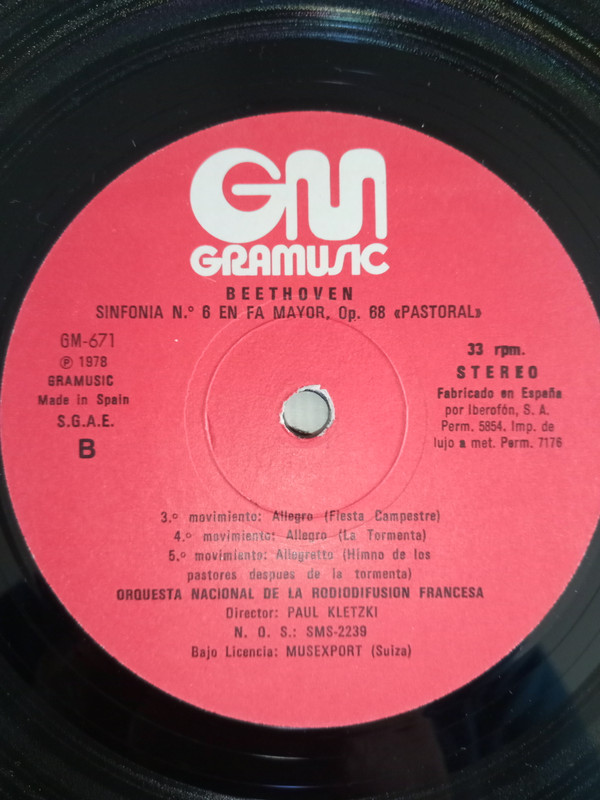 GM
GRAMUSIC
BEETHOVEN
SINFONIA N.º 6 EN FA MAYOR, Op. 68 «PASTORAL»
GM-671
Ⓟ 1978
GRAMUSIC
Made in Spain
S.G.A.E.
B
33 rpm.
STEREO
Fabricado en España
por Iberofón, S. A.
Perm. 5854. Imp. de
lujo a met. Perm. 7176
3.º movimiento: Allegro (Fiesta Campestre)
4.º movimiento: Allegro (La Tormenta)
5.º movimiento: Allegretto (Himno de los
pastores despues de la tormenta)
ORQUESTA NACIONAL DE LA RODIODIFUSION FRANCESA
Director: PAUL KLETZKI
N. O. S.: SMS-2239
Bajo Licencia: MUSEXPORT (Suiza)